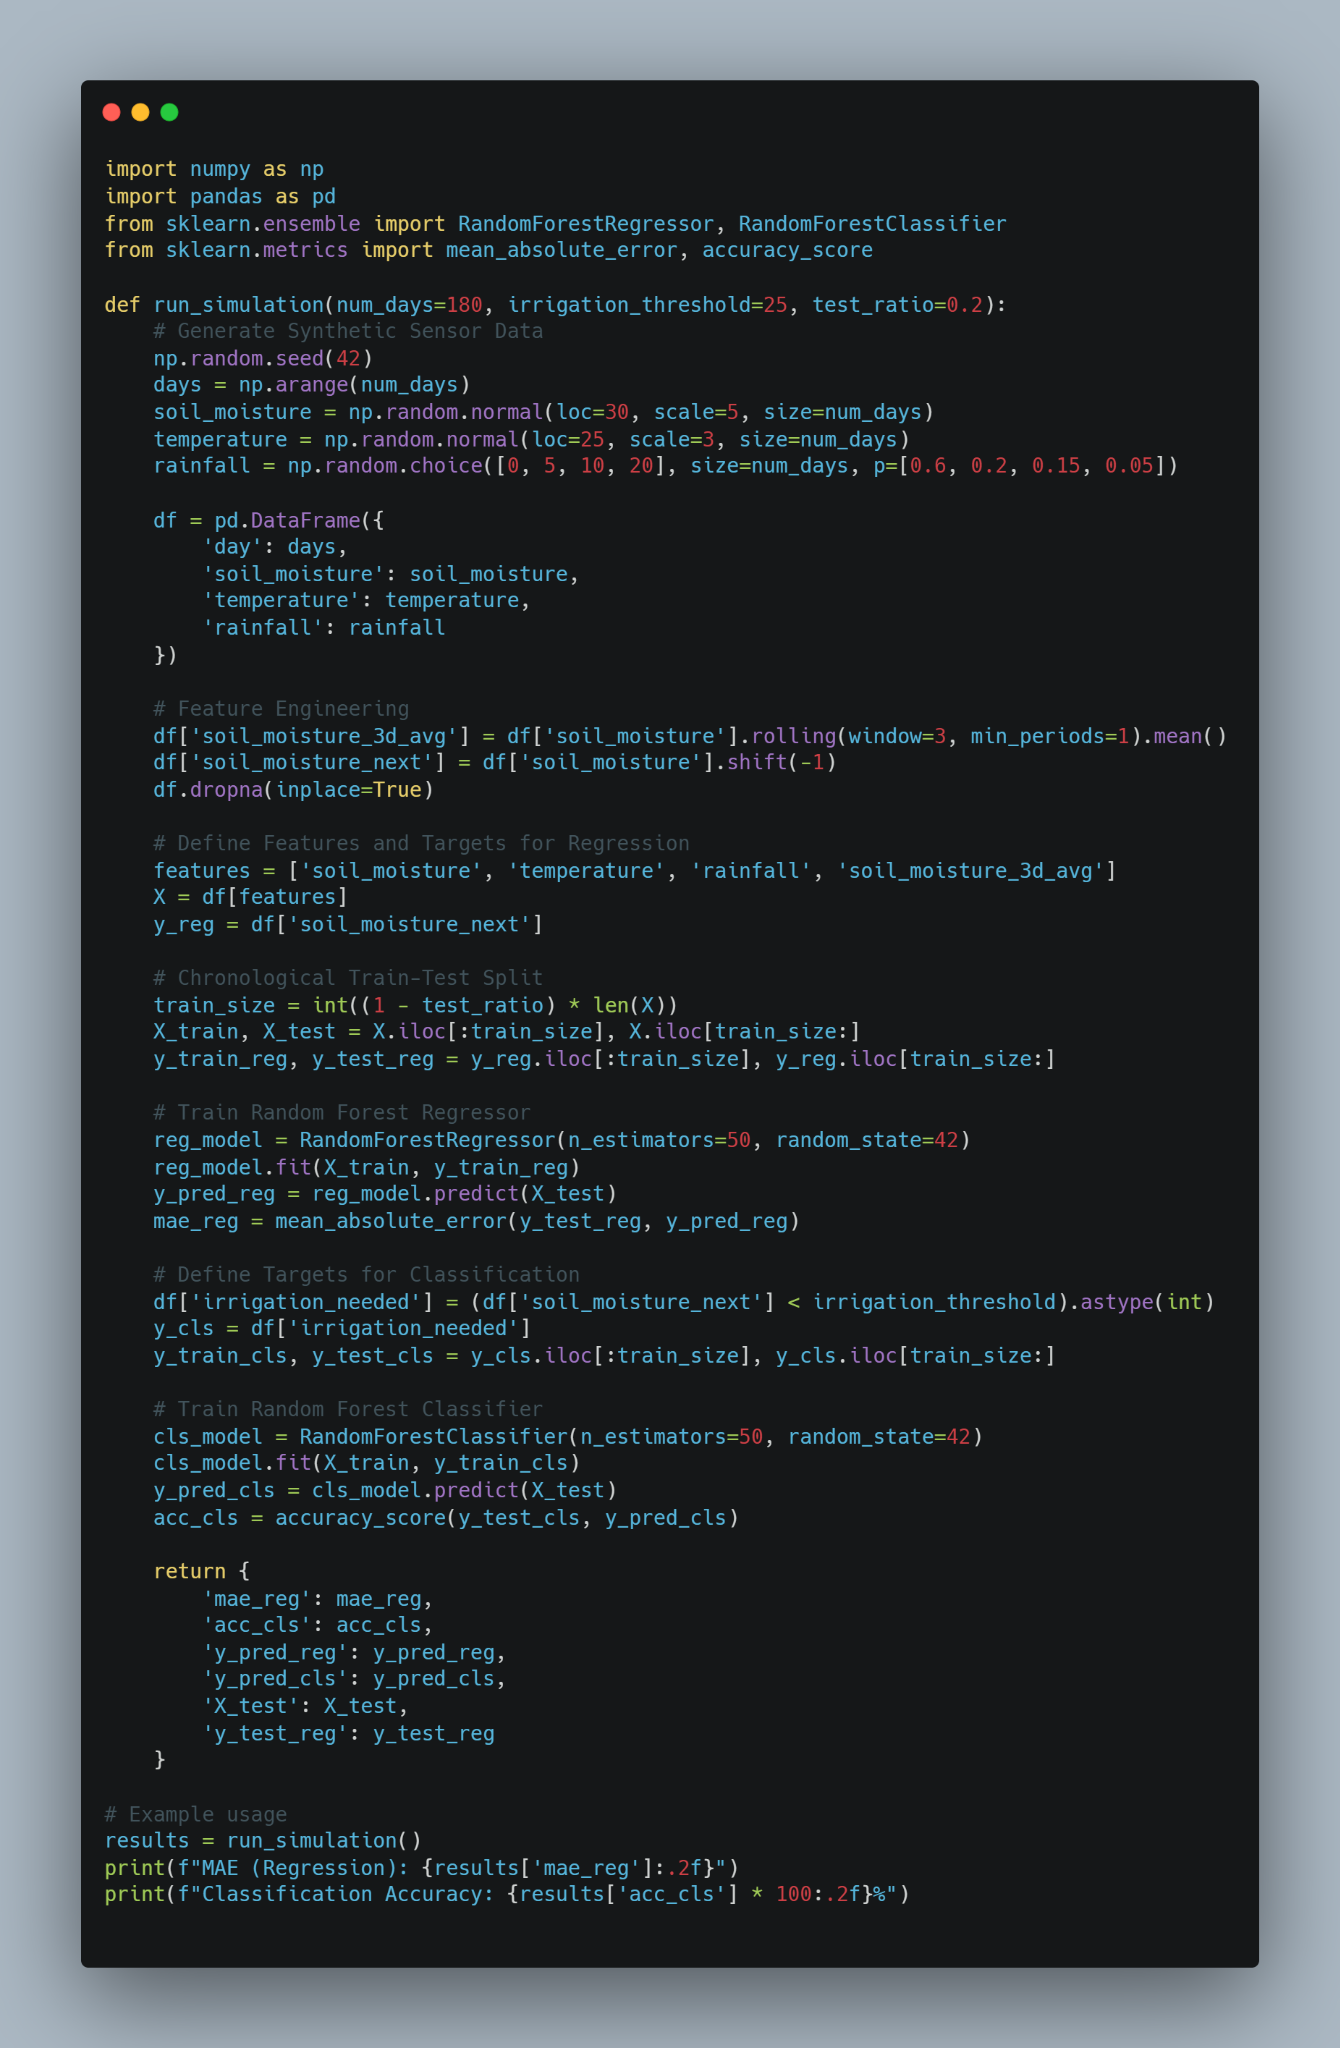 import numpy as np
import pandas as pd
from sklearn.ensemble import RandomForestRegressor, RandomForestClassifier
from sklearn.metrics import mean_absolute_error, accuracy_score

def run_simulation(num_days=180, irrigation_threshold=25, test_ratio=0.2):
    # Generate Synthetic Sensor Data
    np.random.seed(42)
    days = np.arange(num_days)
    soil_moisture = np.random.normal(loc=30, scale=5, size=num_days)
    temperature = np.random.normal(loc=25, scale=3, size=num_days)
    rainfall = np.random.choice([0, 5, 10, 20], size=num_days, p=[0.6, 0.2, 0.15, 0.05])

    df = pd.DataFrame({
        'day': days,
        'soil_moisture': soil_moisture,
        'temperature': temperature,
        'rainfall': rainfall
    })

    # Feature Engineering
    df['soil_moisture_3d_avg'] = df['soil_moisture'].rolling(window=3, min_periods=1).mean()
    df['soil_moisture_next'] = df['soil_moisture'].shift(-1)
    df.dropna(inplace=True)

    # Define Features and Targets for Regression
    features = ['soil_moisture', 'temperature', 'rainfall', 'soil_moisture_3d_avg']
    X = df[features]
    y_reg = df['soil_moisture_next']

    # Chronological Train-Test Split
    train_size = int((1 - test_ratio) * len(X))
    X_train, X_test = X.iloc[:train_size], X.iloc[train_size:]
    y_train_reg, y_test_reg = y_reg.iloc[:train_size], y_reg.iloc[train_size:]

    # Train Random Forest Regressor
    reg_model = RandomForestRegressor(n_estimators=50, random_state=42)
    reg_model.fit(X_train, y_train_reg)
    y_pred_reg = reg_model.predict(X_test)
    mae_reg = mean_absolute_error(y_test_reg, y_pred_reg)

    # Define Targets for Classification
    df['irrigation_needed'] = (df['soil_moisture_next'] < irrigation_threshold).astype(int)
    y_cls = df['irrigation_needed']
    y_train_cls, y_test_cls = y_cls.iloc[:train_size], y_cls.iloc[train_size:]

    # Train Random Forest Classifier
    cls_model = RandomForestClassifier(n_estimators=50, random_state=42)
    cls_model.fit(X_train, y_train_cls)
    y_pred_cls = cls_model.predict(X_test)
    acc_cls = accuracy_score(y_test_cls, y_pred_cls)

    return {
        'mae_reg': mae_reg,
        'acc_cls': acc_cls,
        'y_pred_reg': y_pred_reg,
        'y_pred_cls': y_pred_cls,
        'X_test': X_test,
        'y_test_reg': y_test_reg
    }

# Example usage
results = run_simulation()
print(f"MAE (Regression): {results['mae_reg']:.2f}")
print(f"Classification Accuracy: {results['acc_cls'] * 100:.2f}%")